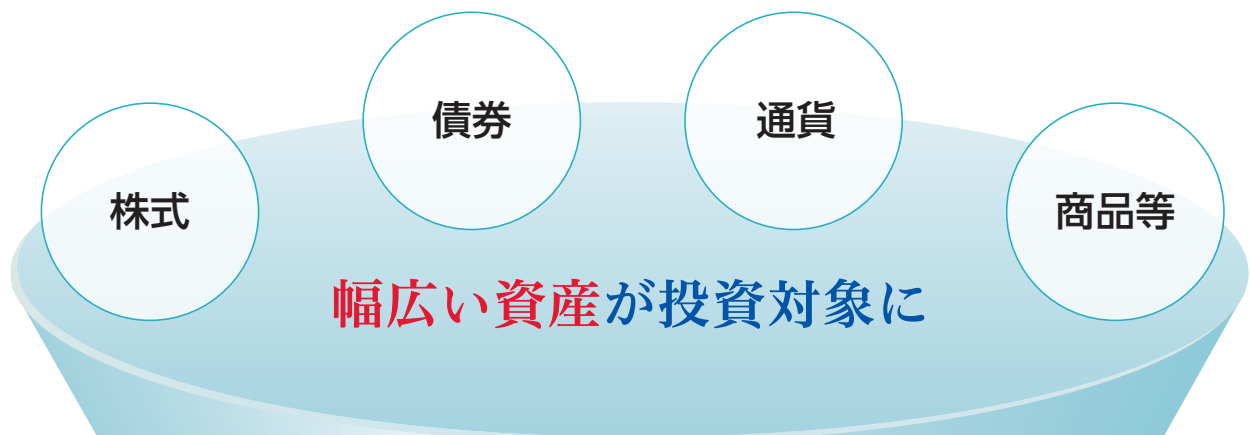 債券
通貨
株式
商品等
幅広い資産が投資対象に